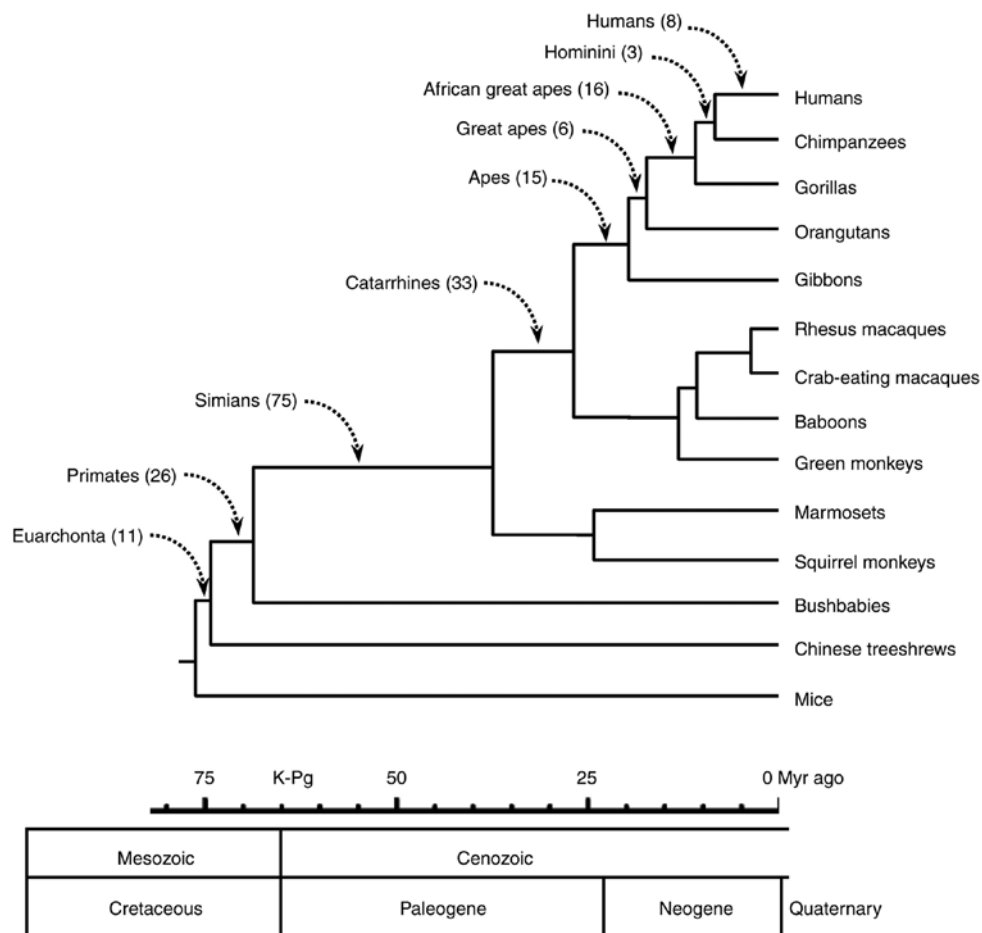 Humans (8)
Hominini (3)
African great apes (16)
Great apes (6)
Apes (15)
Catarrhines (33)
Simians (75)
Primates (26)
Euarchonta (11)
Humans
Chimpanzees
Gorillas
Orangutans
Gibbons
Rhesus macaques
Crab-eating macaques
Baboons
Green monkeys
Marmosets
Squirrel monkeys
Bushbabies
Chinese treeshrews
Mice
75 K-Pg 50 25 0 Myr ago
Mesozoic Cenozoic
Cretaceous Paleogene Neogene Quaternary